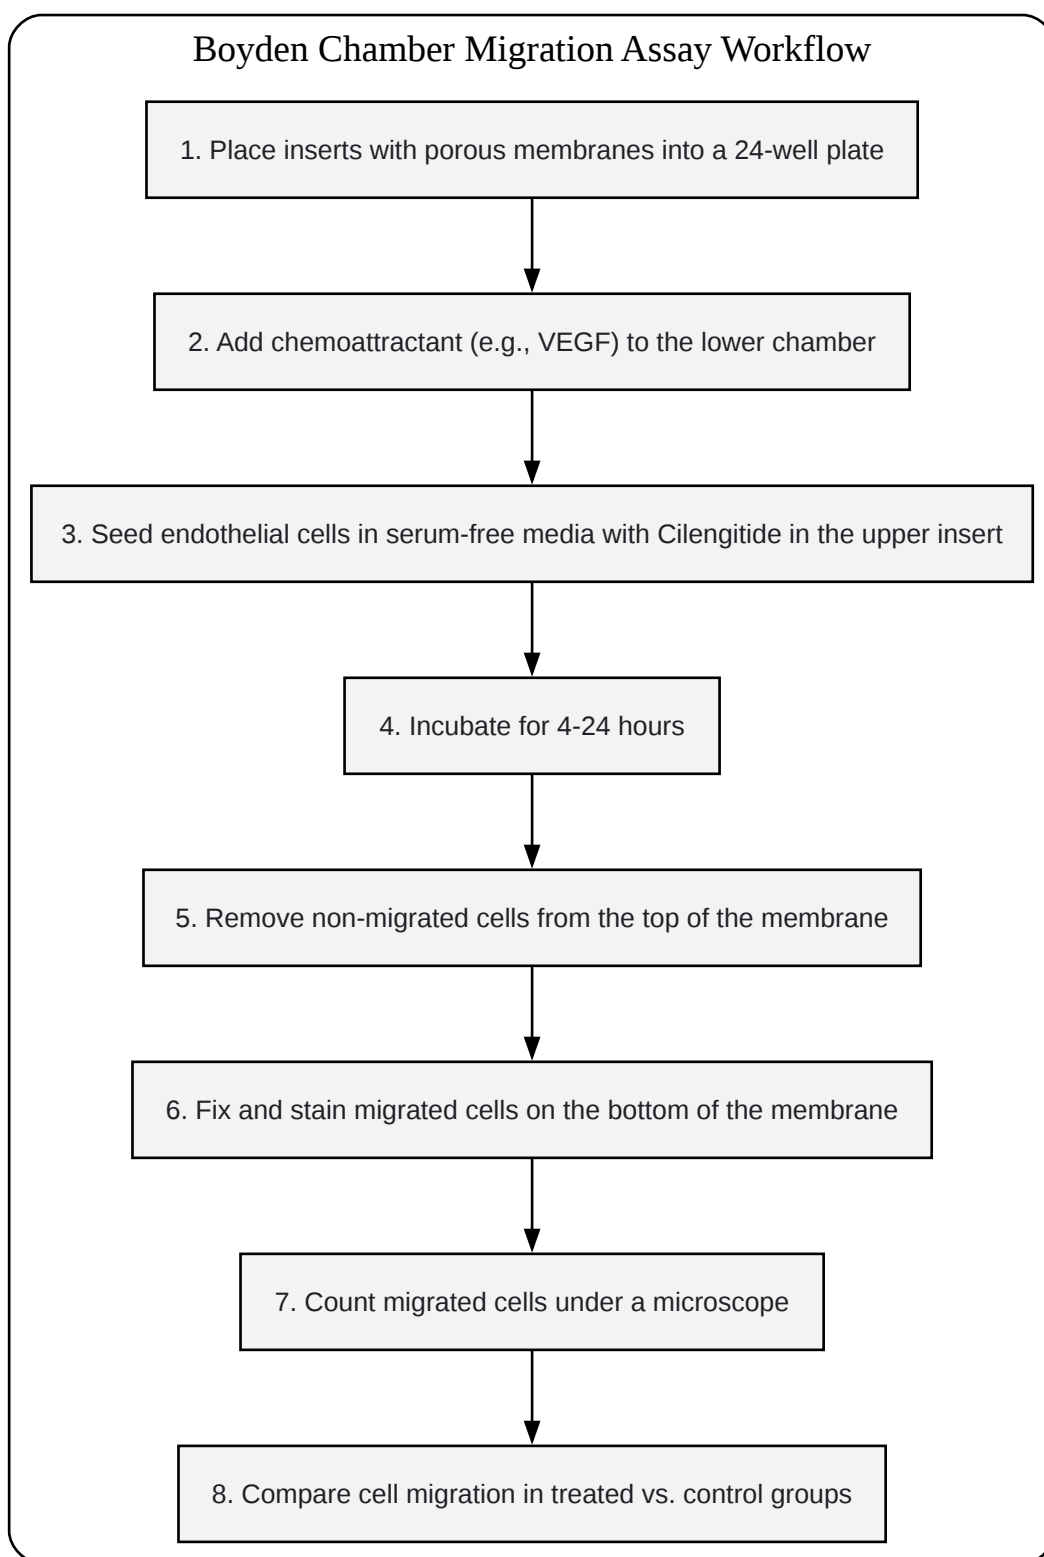 Boyden Chamber Migration Assay Workflow
1. Place inserts with porous membranes into a 24-well plate
2. Add chemoattractant (e.g., VEGF) to the lower chamber
3. Seed endothelial cells in serum-free media with Cilengitide in the upper insert
4. Incubate for 4-24 hours
5. Remove non-migrated cells from the top of the membrane
6. Fix and stain migrated cells on the bottom of the membrane
7. Count migrated cells under a microscope
8. Compare cell migration in treated vs. control groups